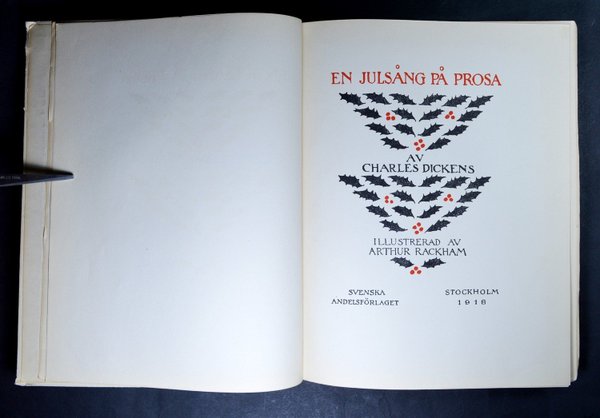 EN JULSÅNG PÅ PROSA
AV
CHARLES DICKENS
ILLUSTRERAD AV
ARTHUR RACKHAM
SVENSKA
ANDELSFÖRLAGET
STOCKHOLM
1918